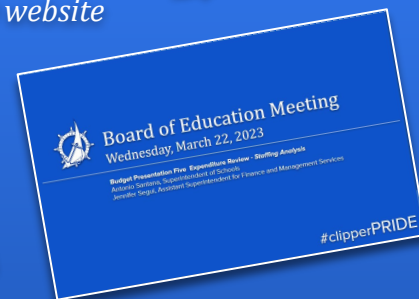 website
Board of Education Meeting
Wednesday, March 22, 2023
Budget Presentation Five Expenditure Review - Staffing Analysis
Antonio Santana, Superintendent of Schools
Jennifer Segui, Assistant Superintendent for Finance and Management Services
#clipperPRIDE